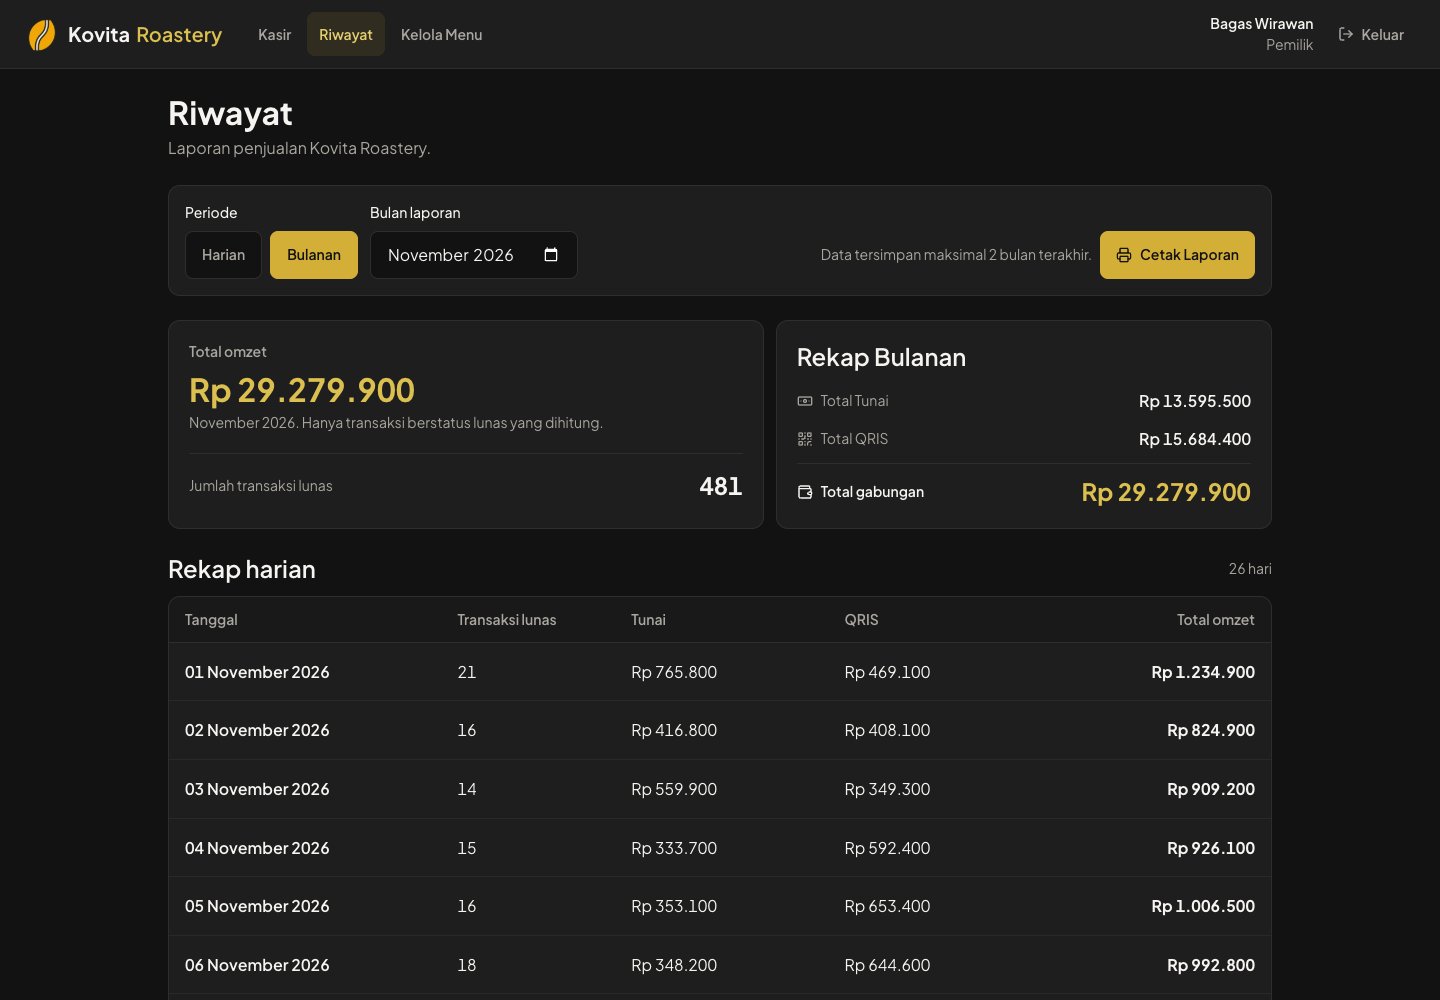 Kovita Roastery
Kasir
Riwayat
Kelola Menu
Bagas Wirawan
Pemilik
Keluar
Riwayat
Laporan penjualan Kovita Roastery.
Periode
Bulan laporan
Harian
Bulanan
November 2026
Data tersimpan maksimal 2 bulan terakhir.
Cetak Laporan
Total omzet
Rp 29.279.900
November 2026. Hanya transaksi berstatus lunas yang dihitung.
Jumlah transaksi lunas 481
Rekap Bulanan
Total Tunai Rp 13.595.500
Total QRIS Rp 15.684.400
Total gabungan Rp 29.279.900
Rekap harian 26 hari
Tanggal Transaksi lunas Tunai QRIS Total omzet
01 November 2026 21 Rp 765.800 Rp 469.100 Rp 1.234.900
02 November 2026 16 Rp 416.800 Rp 408.100 Rp 824.900
03 November 2026 14 Rp 559.900 Rp 349.300 Rp 909.200
04 November 2026 15 Rp 333.700 Rp 592.400 Rp 926.100
05 November 2026 16 Rp 353.100 Rp 653.400 Rp 1.006.500
06 November 2026 18 Rp 348.200 Rp 644.600 Rp 992.800